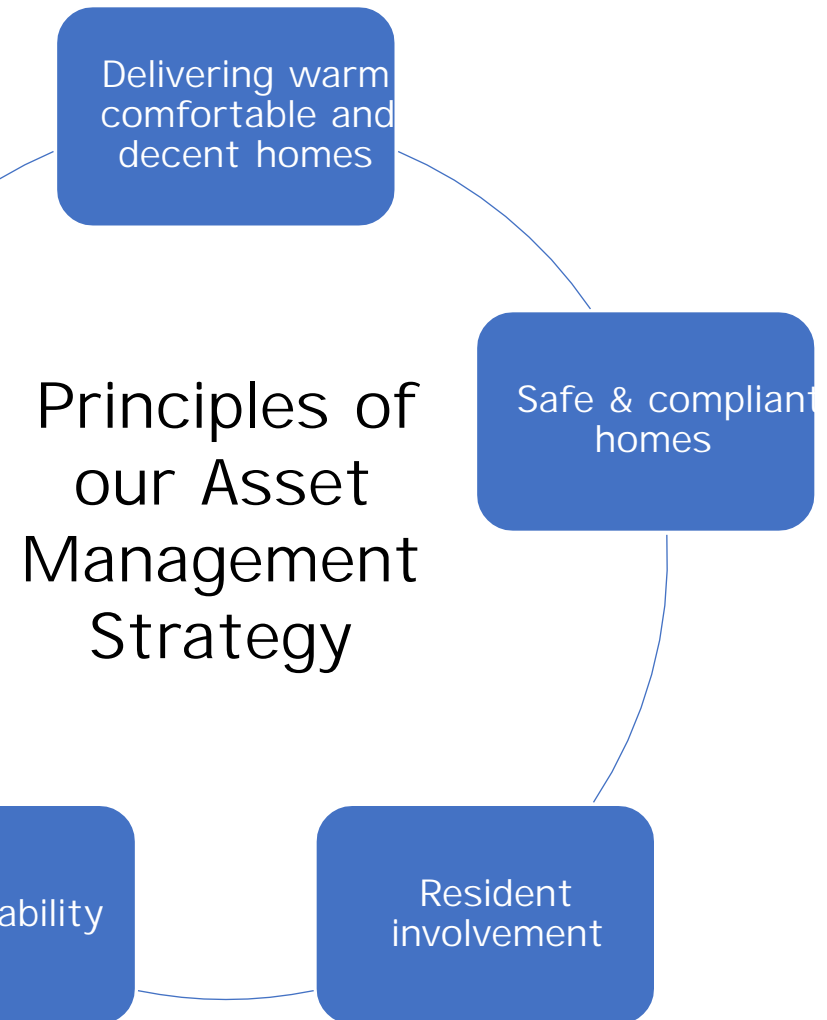 Delivering warm
comfortable and
decent homes
Safe & compliant
homes
Principles of
our Asset
Management
Strategy
Resident
involvement